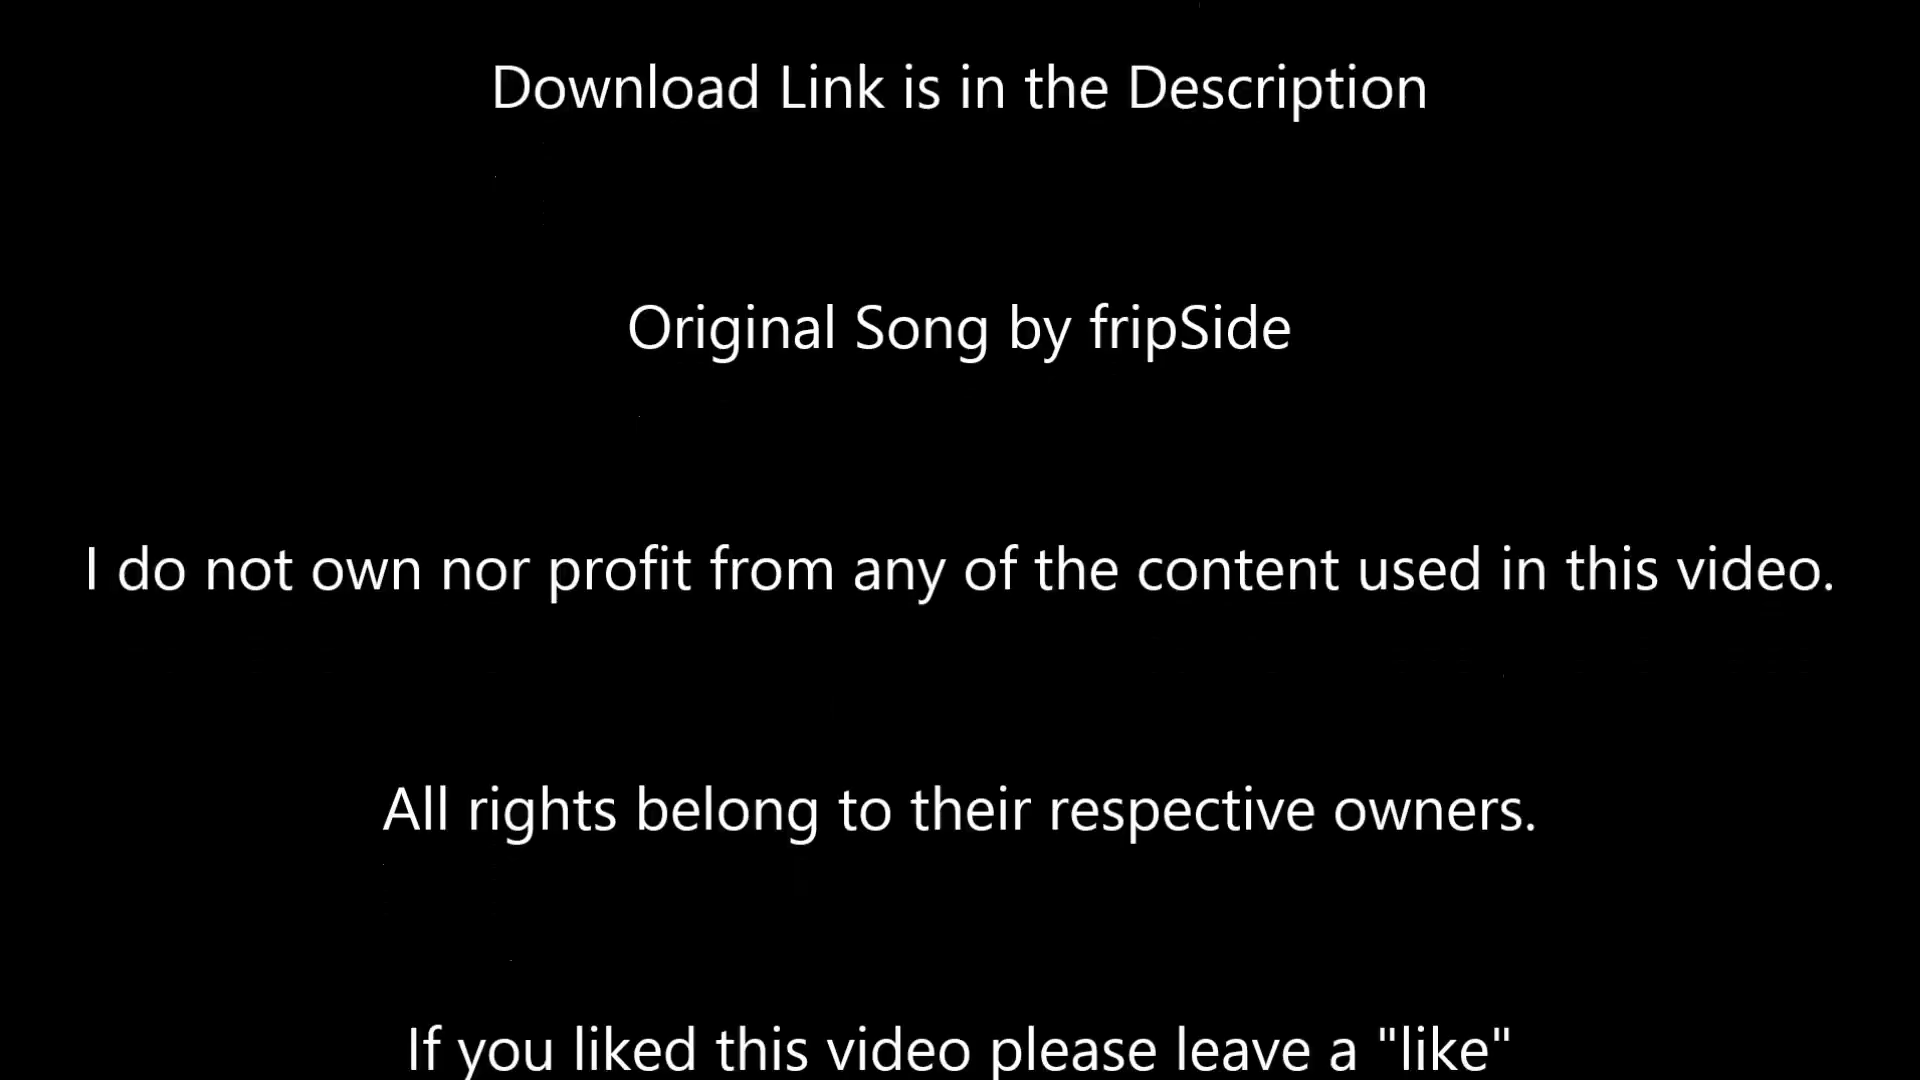 Download Link is in the Description
Original Song by fripSide
I do not own nor profit from any of the content used in this video.
All rights belong to their respective owners.
If you liked this video please leave a "like"